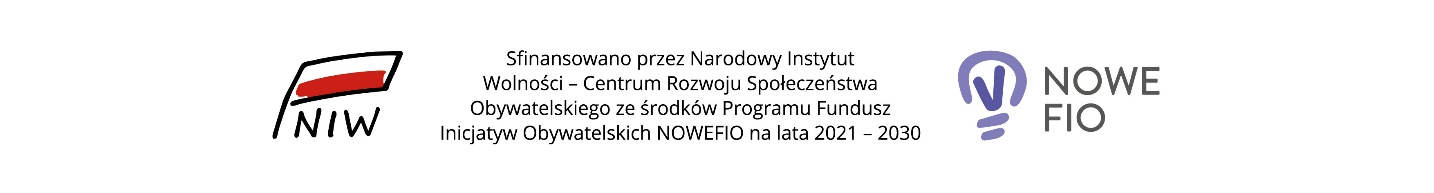 NIW
Sfinansowano przez Narodowy Instytut
Wolności – Centrum Rozwoju Społeczeństwa
Obywatelskiego ze środków Programu Fundusz
Inicjatyw Obywatelskich NOWEFIO na lata 2021 – 2030
NOWE
FIO